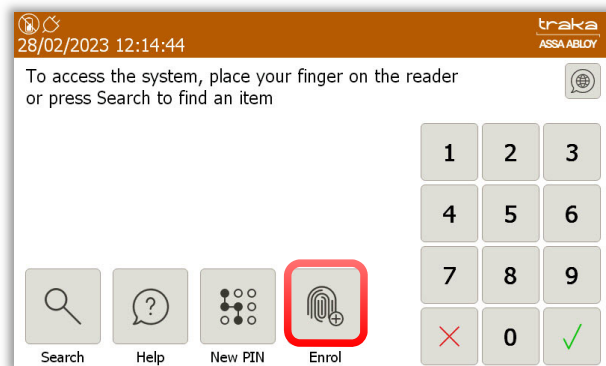 traka
28/02/2023 12:14:44
ASSA ABLOY
To access the system, place your finger on the reader
or press Search to find an item
1 2 3
4 5 6
7 8 9
0
?
Search Help New PIN Enrol